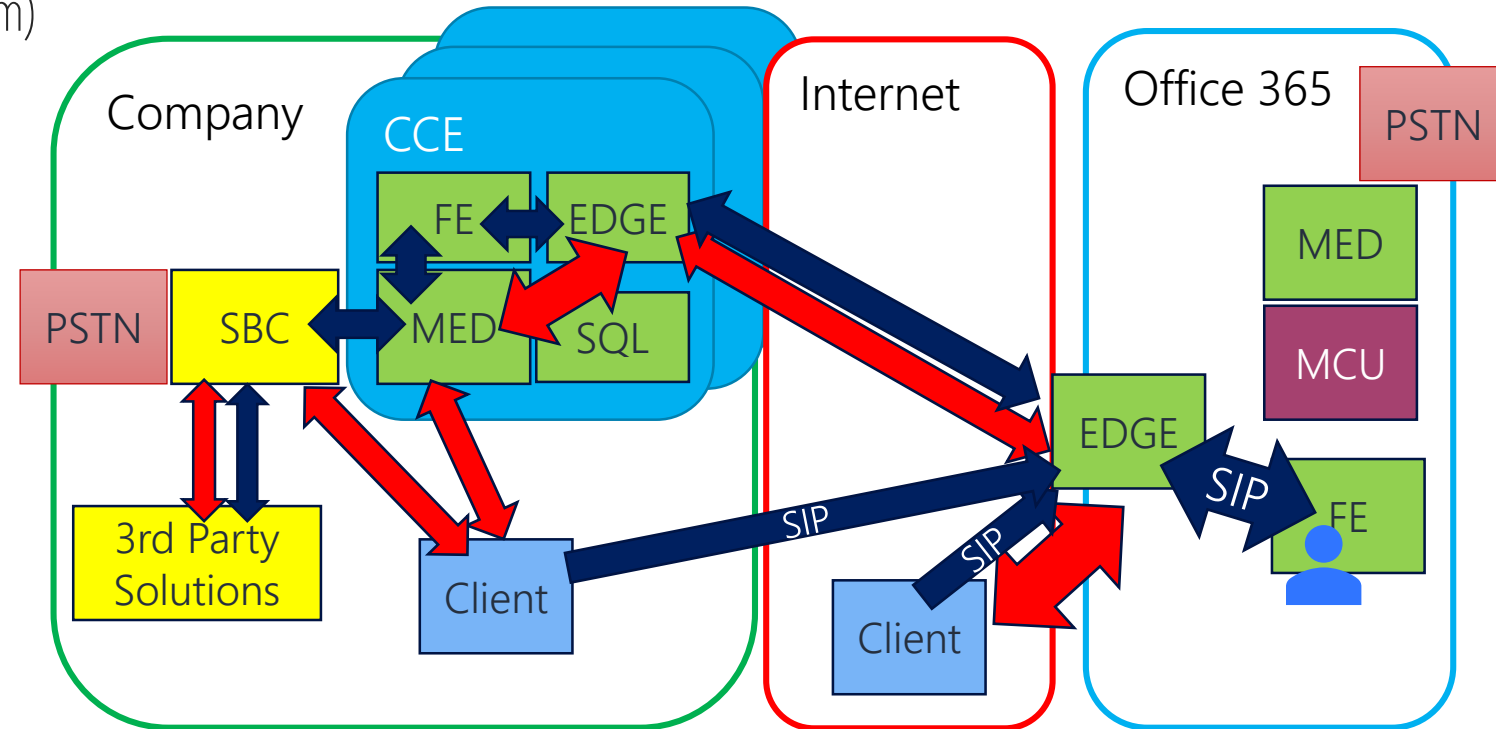 m)
Company
CCE
Internet
Office 365
PSTN
FE
EDGE
MED
PSTN
SBC
MED
SQL
MCU
EDGE
SIP
FE
SIP
SIP
3rd Party
Solutions
Client
Client